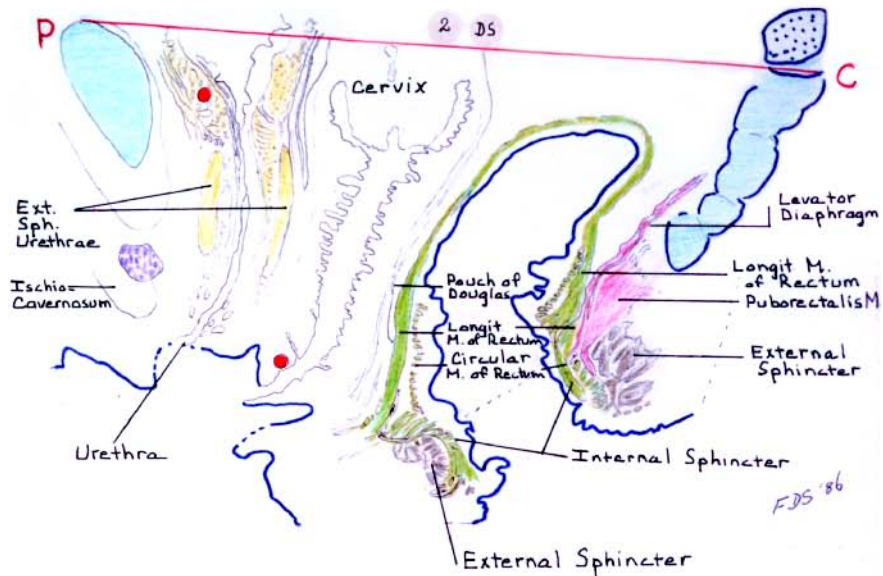 P
2 DS
C
Cervix
Ext.
Sph.
Urethrae
Ischio
Cavernosum
Urethra
Pouch of
Douglas
Longit
M. of Rectum
Circular
M. of Rectum
Levator
Diaphragm
Longit M.
of Rectum
Puborectalis M
External
Sphincter
Internal Sphincter
External Sphincter
FDS '86